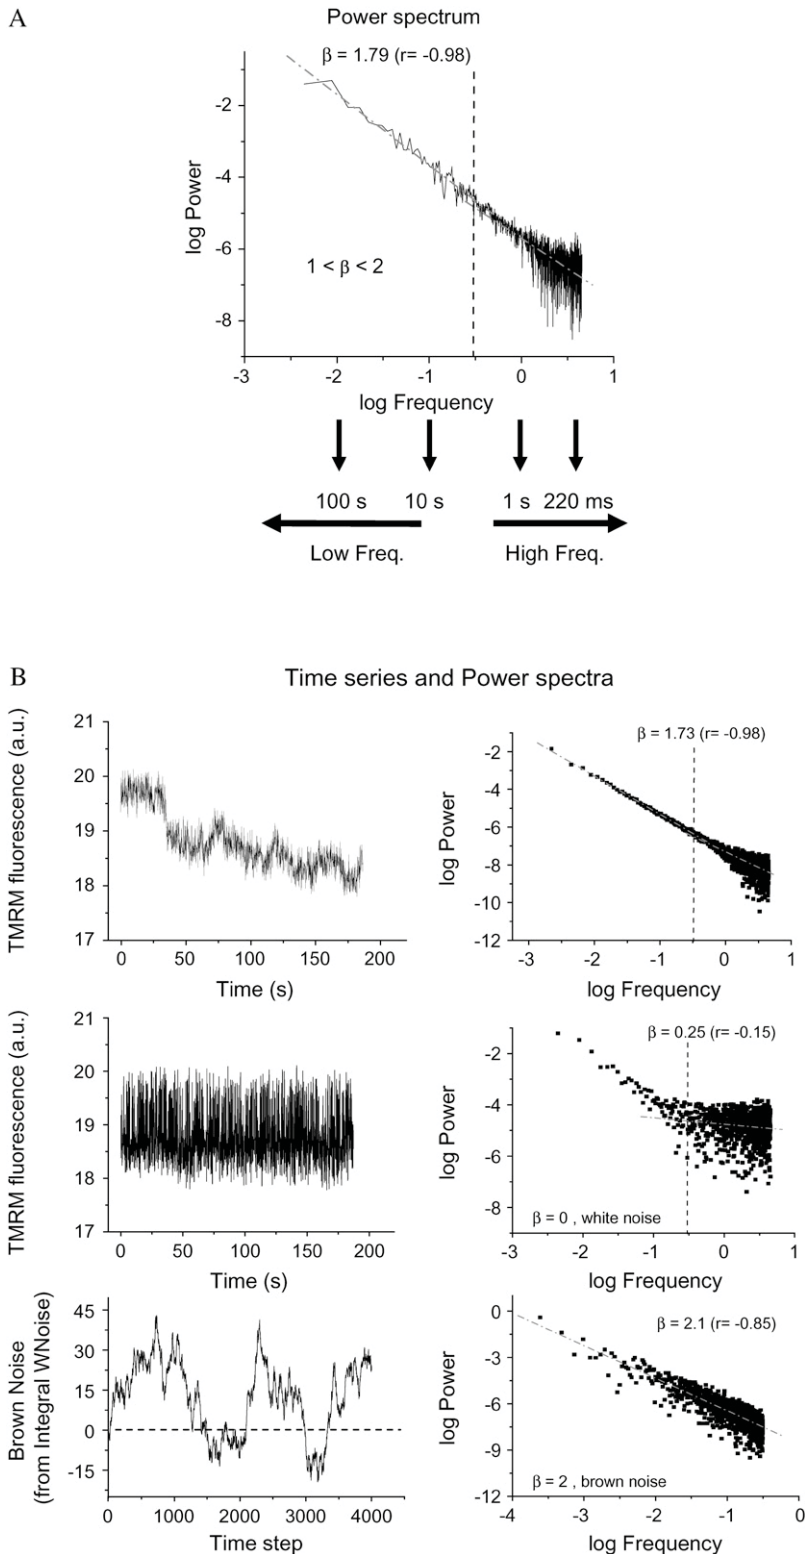 A
Power spectrum
β = 1.79 (r= -0.98)
-2
-4
-6
-8
log Power
1 < β < 2
-3 -2 -1 0 1
log Frequency
100 s 10 s 1 s 220 ms
Low Freq. High Freq.
B
Time series and Power spectra
TMRM fluorescence (a.u.)
21
20
19
18
17
0 50 100 150 200
Time (s)
β = 1.73 (r= -0.98)
log Power
-2
-4
-6
-8
-10
-12
-3 -2 -1 0 1
log Frequency
TMRM fluorescence (a.u.)
21
20
19
18
17
0 50 100 150 200
Time (s)
β = 0.25 (r= -0.15)
log Power
-2
-4
-6
-8
β = 0 , white noise
-3 -2 -1 0 1
log Frequency
Brown Noise
(from Integral WNoise)
45
30
15
0
-15
0 1000 2000 3000 4000
Time step
β = 2.1 (r= -0.85)
log Power
0
-3
-6
-9
-12
β = 2 , brown noise
-4 -3 -2 -1 0
log Frequency